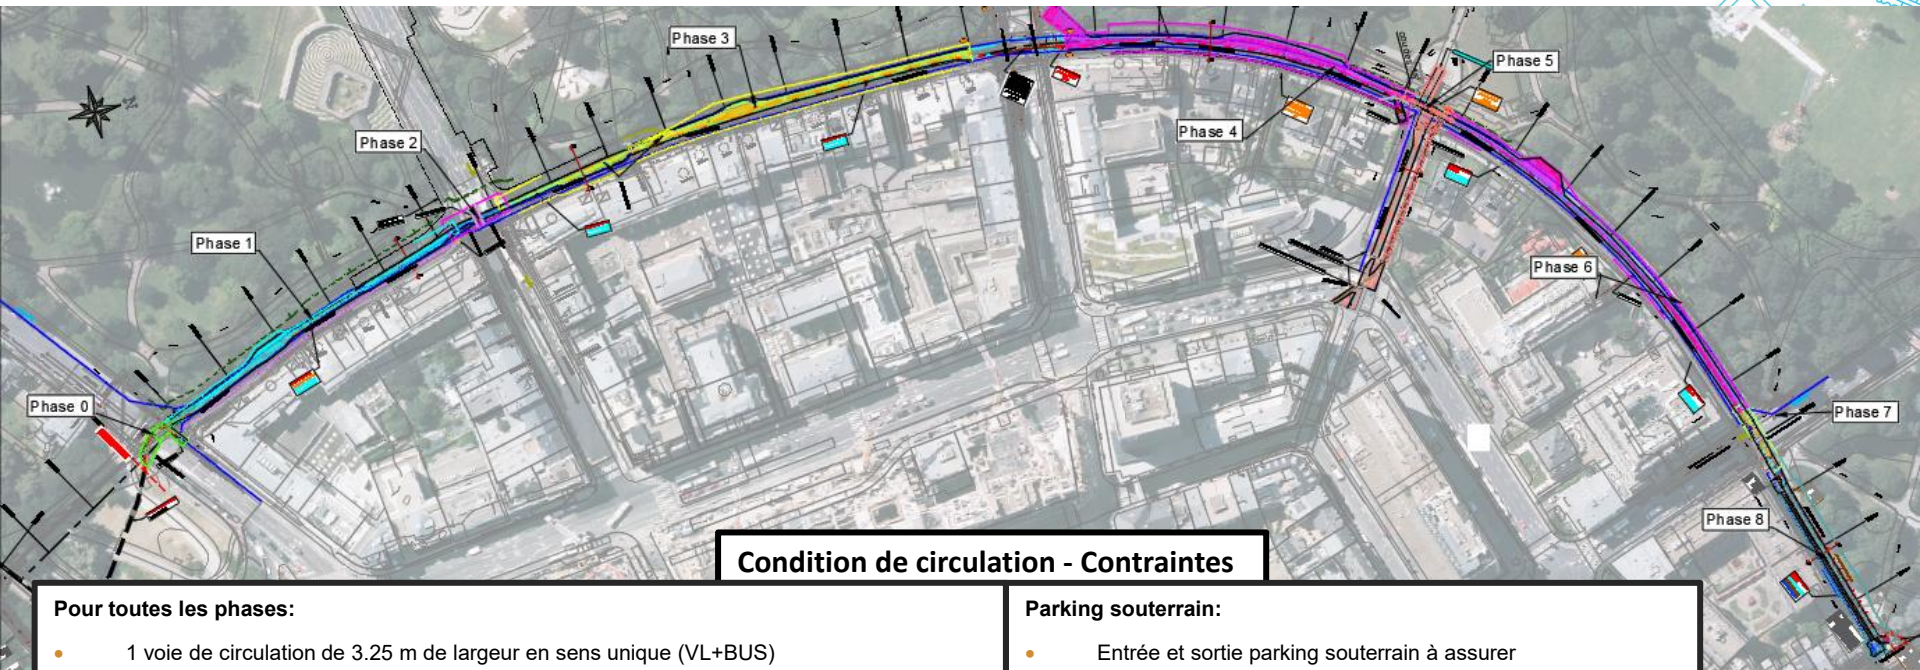 Phase 3
Phase 5
Phase 2
Phase 4
Phase 1
Phase 6
Phase 0
Phase 7
Phase 8
Condition de circulation - Contraintes
Pour toutes les phases:
• 1 voie de circulation de 3.25 m de largeur en sens unique (VL+BUS)
Parking souterrain:
• Entrée et sortie parking souterrain à assurer